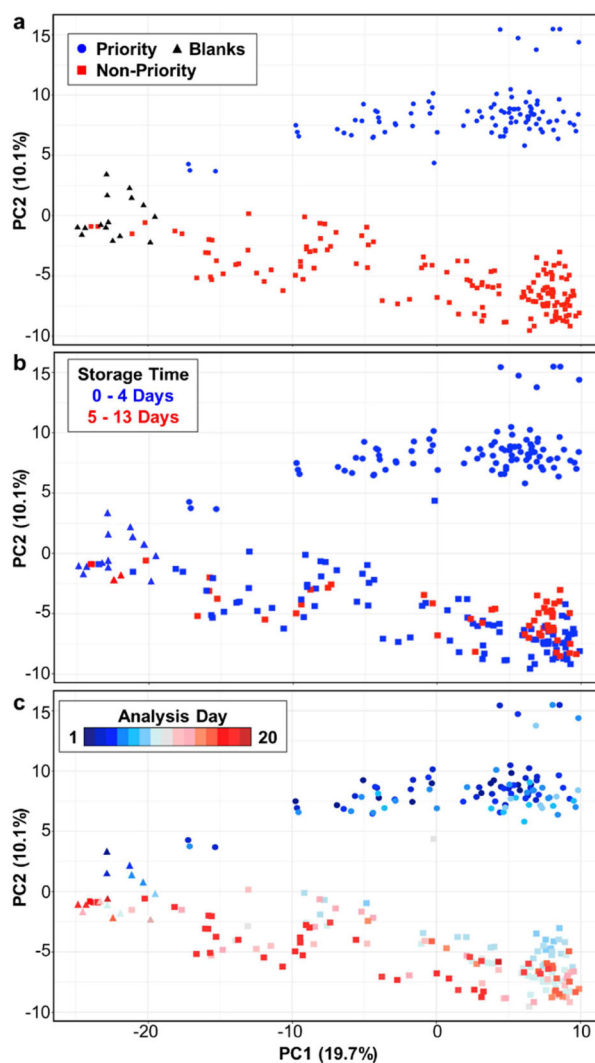 a
Priority Blanks
Non-Priority
15
10
5
0
-5
-10
PC2 (10.1%)
b
Storage Time
0 - 4 Days
5 - 13 Days
15
10
5
0
-5
-10
PC2 (10.1%)
c
Analysis Day
1 20
15
10
5
0
-5
-10
PC2 (10.1%)
-20 -10 0 10
PC1 (19.7%)